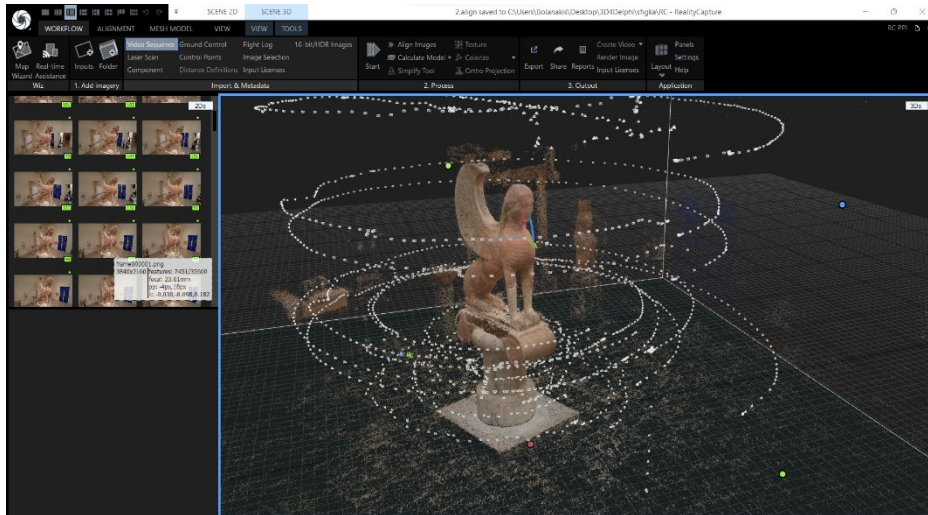 SCENE 2D SCENE 3D 2.align saved to C:\Users\Bolanakis\Desktop\3D4Delphi\sfigka\RC - RealityCapture
WORKFLOW ALIGNMENT MESH MODEL VIEW VIEW TOOLS RC PPI
Video Sequence Ground Control Flight Log 16-bit/HDR Images Align Images Texture Create Video Panels
Laser Scan Control Points Image Selection Calculate Model Colorize Render Image Settings
Map Real-time Inputs Folder Start Export Share Reports Layout
Wizard Assistance Component Distance Definitions Input Licenses Simplify Tool Ortho Projection Input Licenses Help
Wiz 1. Add imagery Import & Metadata 2. Process 3. Output Application
2Ds 3Ds
frame00001.png
3840x2160 features: 7451/35600
focal: 23.61mm